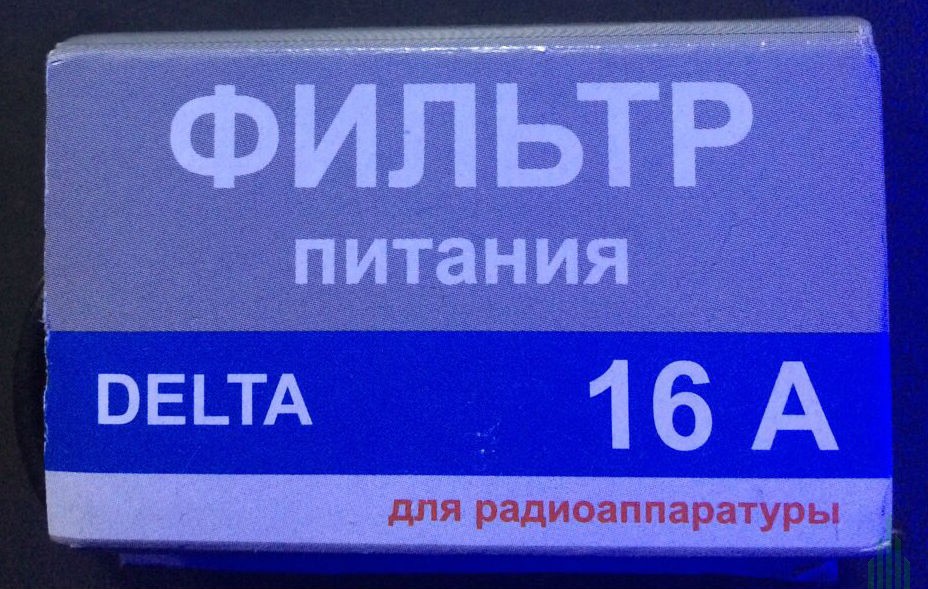 ФИЛЬТР
питания
DELTA 16 А
для радиоаппаратуры